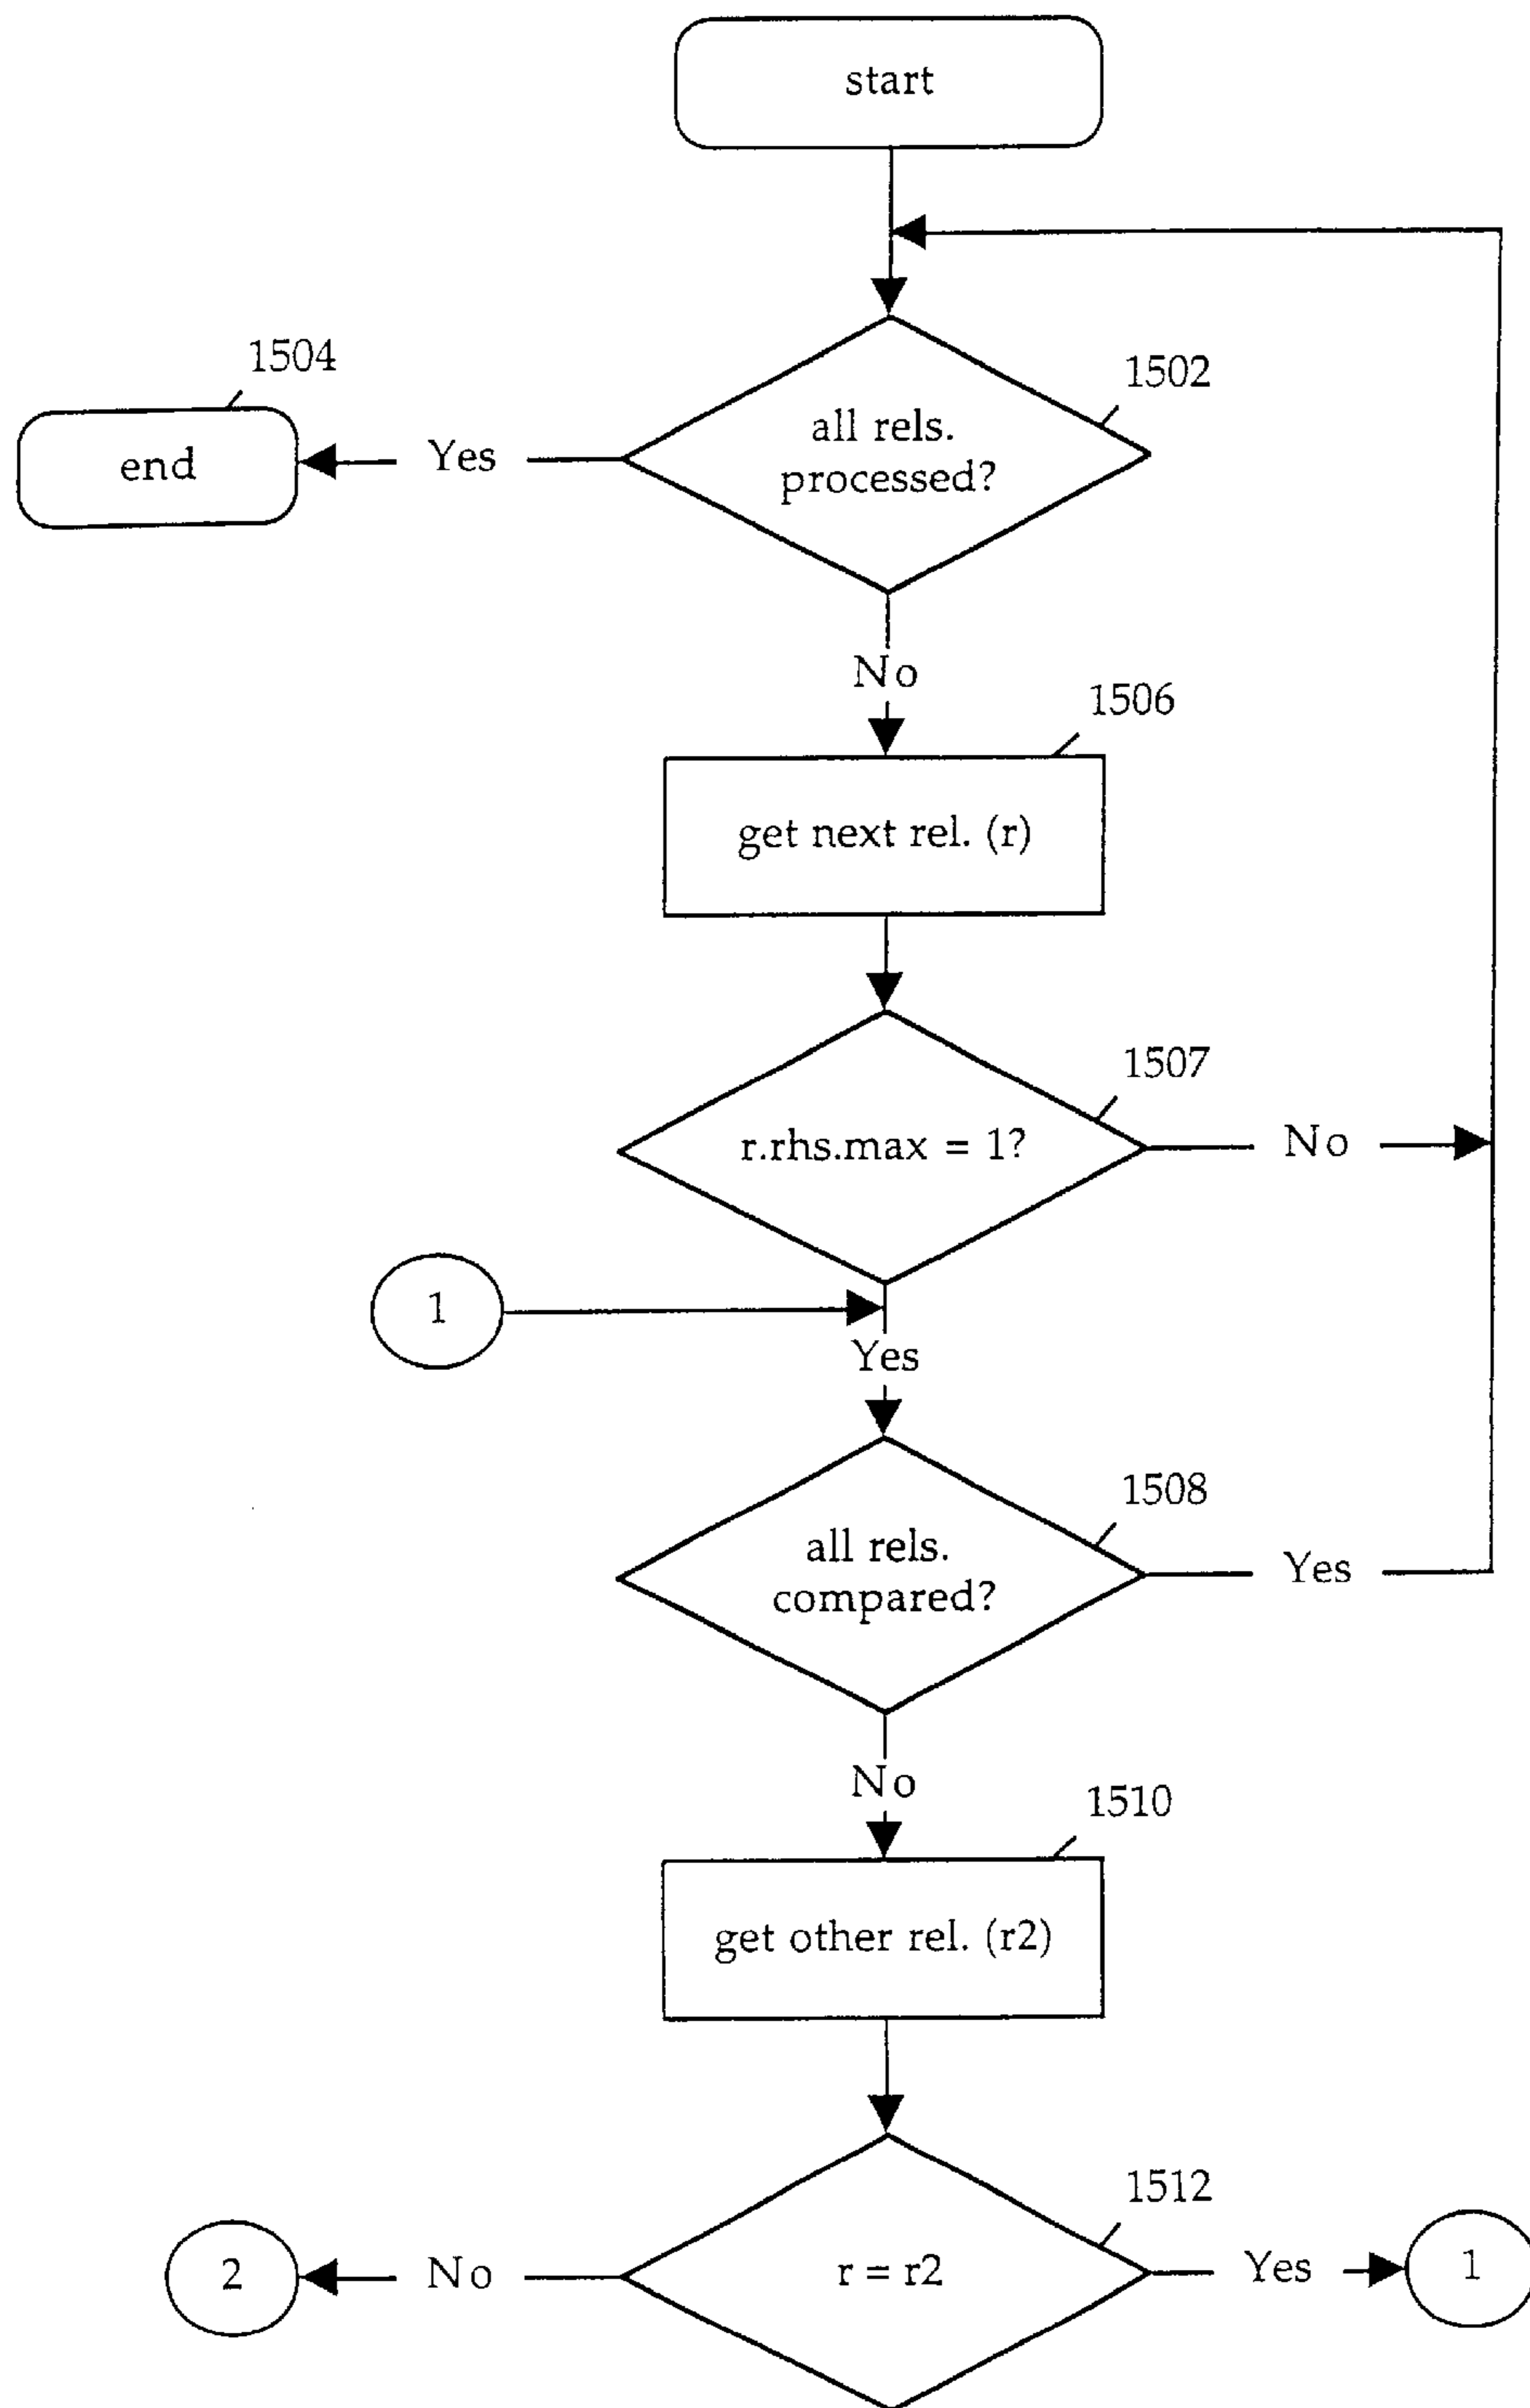 start
1504
1502
all rels.
processed?
Yes
end
No
1506
get next rel. (r)
1507
r.rhs.max = 1?
No
1
Yes
1508
all rels.
compared?
Yes
No
1510
get other rel. (r2)
1512
r = r2
No
2
Yes
1